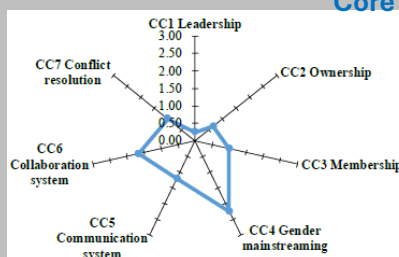 Core
CC1 Leadership
3.00
2.50
2.00
1.50
1.00
0.50
0.00
CC2 Ownership
CC3 Membership
CC4 Gender
mainstreaming
CC5
Communication
system
CC6
Collaboration
system
CC7 Conflict
resolution